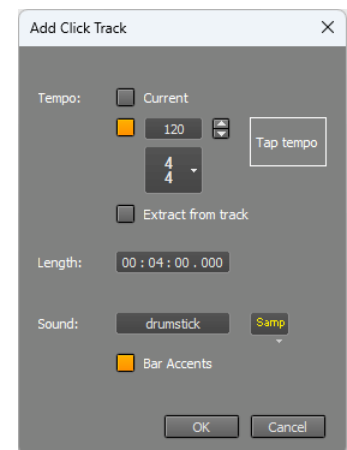 Add Click Track
Tempo: Current
120
Tap tempo
4
4
Extract from track
Length: 00 : 04 : 00 . 000
Sound: drumstick Samp
Bar Accents
OK Cancel